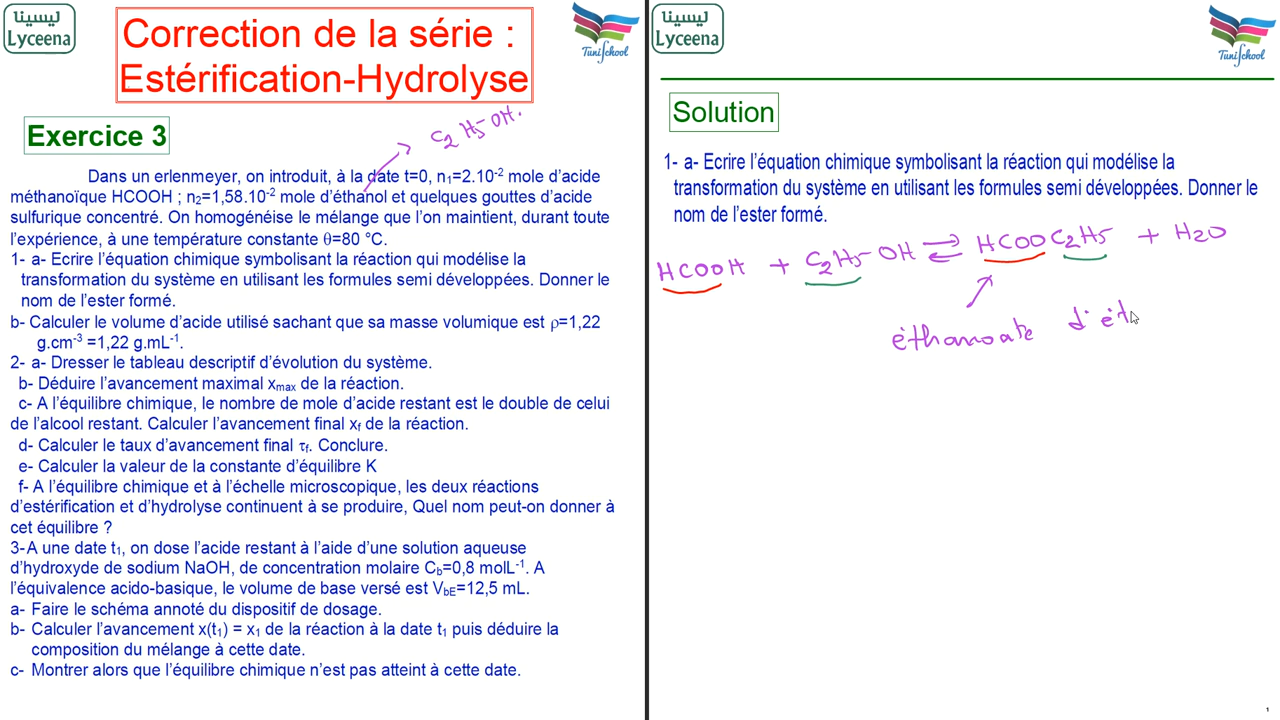 ليسينا
Lyceena
Correction de la série :
Estérification-Hydrolyse
TuniSchool
Exercice 3
C2H5-OH.
Dans un erlenmeyer, on introduit, à la date t=0, n₁=2.10⁻² mole d’acide
méthanoïque HCOOH ; n₂=1,58.10⁻² mole d’éthanol et quelques gouttes d’acide
sulfurique concentré. On homogénéise le mélange que l’on maintient, durant toute
l’expérience, à une température constante θ=80 °C.
1- a- Ecrire l’équation chimique symbolisant la réaction qui modélise la
transformation du système en utilisant les formules semi développées. Donner le
nom de l’ester formé.
b- Calculer le volume d’acide utilisé sachant que sa masse volumique est ρ=1,22
g.cm⁻³ =1,22 g.mL⁻¹.
2- a- Dresser le tableau descriptif d’évolution du système.
b- Déduire l’avancement maximal xmax de la réaction.
c- A l’équilibre chimique, le nombre de mole d’acide restant est le double de celui
de l’alcool restant. Calculer l’avancement final xf de la réaction.
d- Calculer le taux d’avancement final τf. Conclure.
e- Calculer la valeur de la constante d’équilibre K
f- A l’équilibre chimique et à l’échelle microscopique, les deux réactions
d’estérification et d’hydrolyse continuent à se produire, Quel nom peut-on donner à
cet équilibre ?
3-A une date t₁, on dose l’acide restant à l’aide d’une solution aqueuse
d’hydroxyde de sodium NaOH, de concentration molaire Cb=0,8 molL⁻¹. A
l’équivalence acido-basique, le volume de base versé est VbE=12,5 mL.
a- Faire le schéma annoté du dispositif de dosage.
b- Calculer l’avancement x(t₁) = x₁ de la réaction à la date t₁ puis déduire la
composition du mélange à cette date.
c- Montrer alors que l’équilibre chimique n’est pas atteint à cette date.
ليسينا
Lyceena
TuniSchool
Solution
1- a- Ecrire l’équation chimique symbolisant la réaction qui modélise la
transformation du système en utilisant les formules semi développées. Donner le
nom de l’ester formé.
HCOOH + C2H5-OH ⇌ HCOOC2H5 + H2O
éthanoate d'ét
1